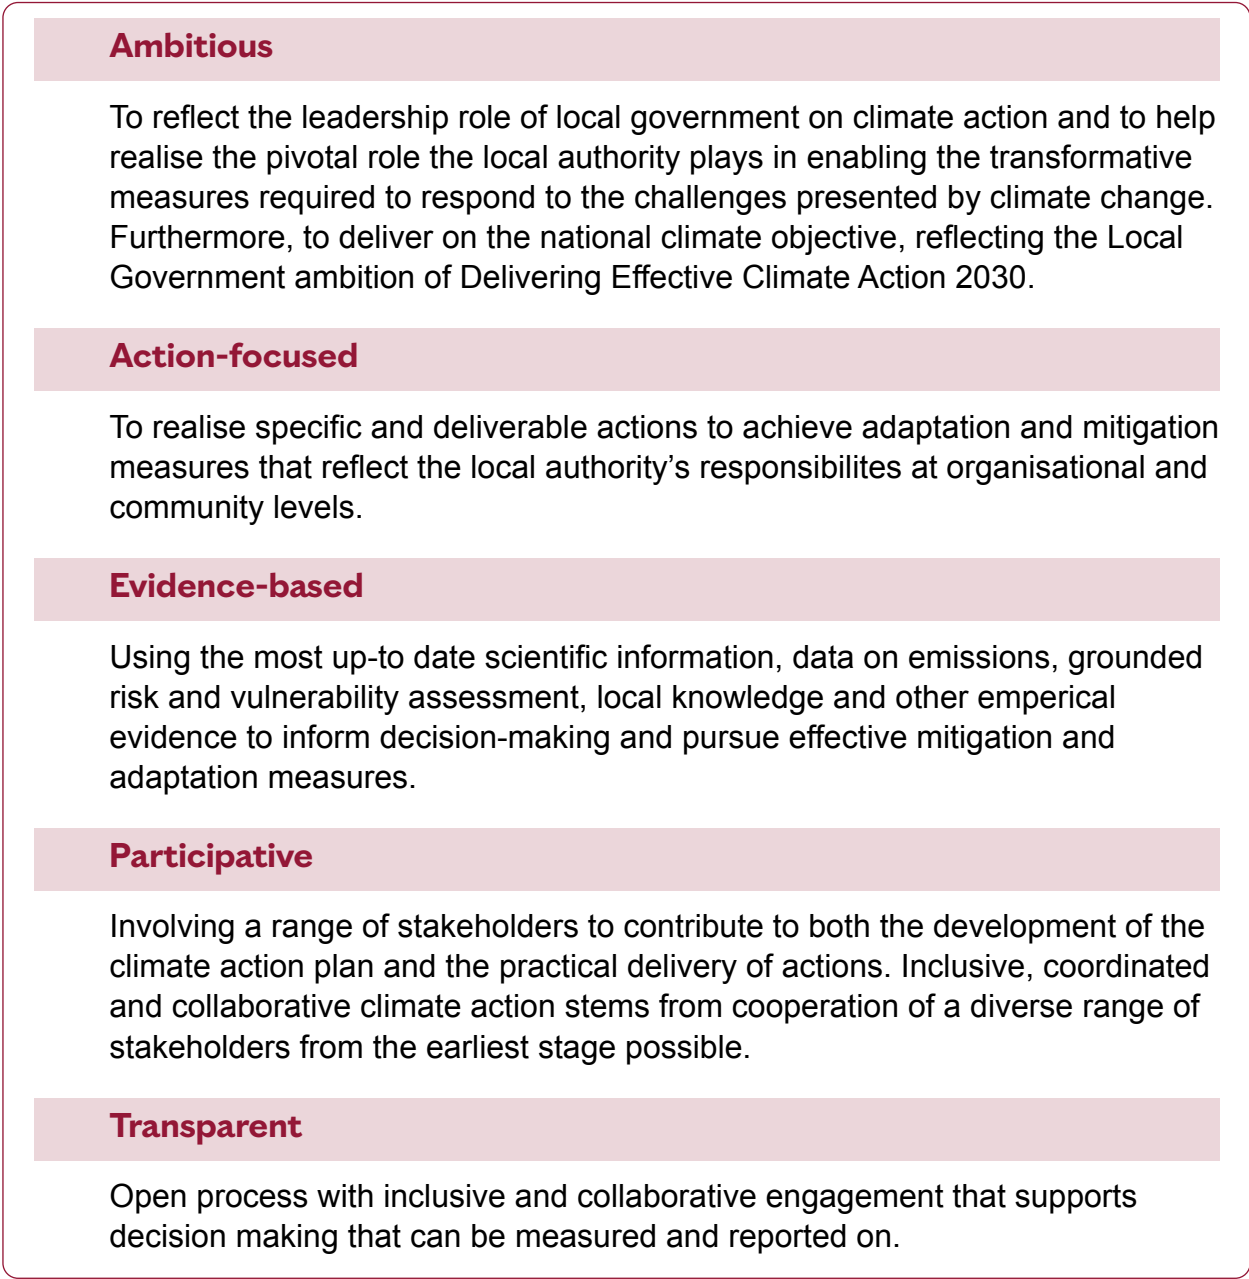 Ambitious
To reflect the leadership role of local government on climate action and to help
realise the pivotal role the local authority plays in enabling the transformative
measures required to respond to the challenges presented by climate change.
Furthermore, to deliver on the national climate objective, reflecting the Local
Government ambition of Delivering Effective Climate Action 2030.
Action-focused
To realise specific and deliverable actions to achieve adaptation and mitigation
measures that reflect the local authority’s responsibilites at organisational and
community levels.
Evidence-based
Using the most up-to date scientific information, data on emissions, grounded
risk and vulnerability assessment, local knowledge and other emperical
evidence to inform decision-making and pursue effective mitigation and
adaptation measures.
Participative
Involving a range of stakeholders to contribute to both the development of the
climate action plan and the practical delivery of actions. Inclusive, coordinated
and collaborative climate action stems from cooperation of a diverse range of
stakeholders from the earliest stage possible.
Transparent
Open process with inclusive and collaborative engagement that supports
decision making that can be measured and reported on.